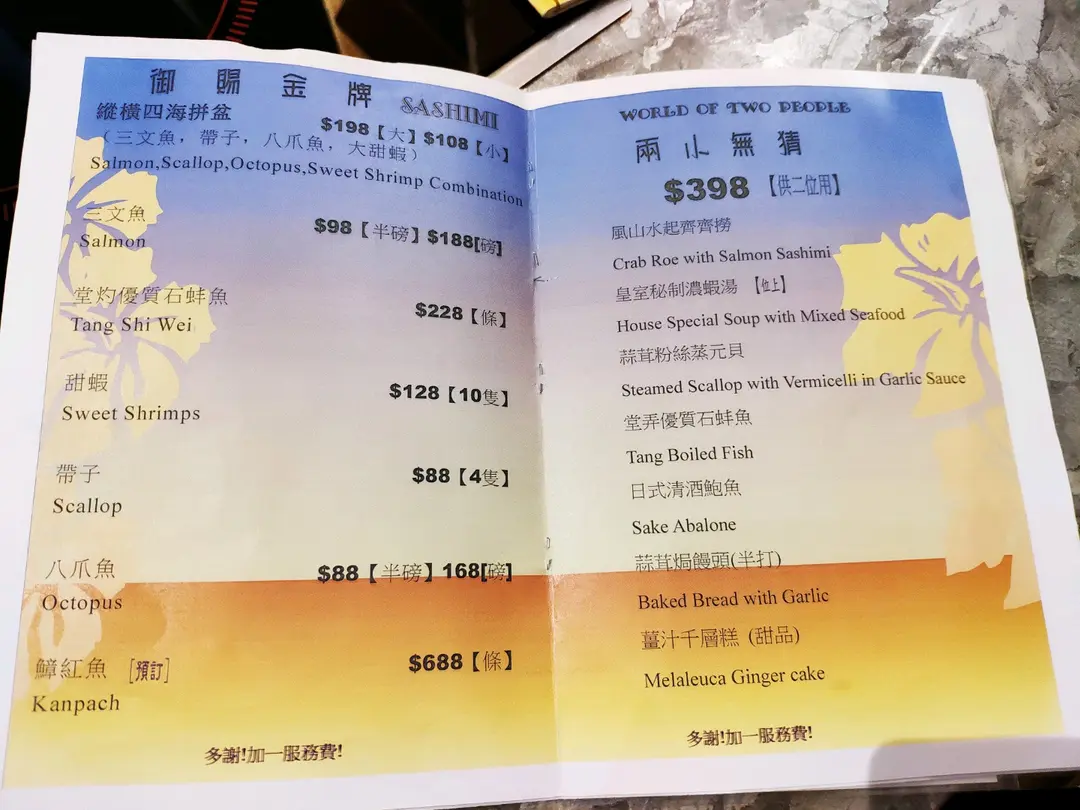 御賜金牌 SASHIMI
縱橫四海拼盆 $198【大】$108【小】
（三文魚，帶子，八爪魚，大甜蝦）
Salmon,Scallop,Octopus,Sweet Shrimp Combination
三文魚 $98【半磅】$188[磅]
Salmon
堂灼優質石蚌魚 $228【條】
Tang Shi Wei
甜蝦 $128【10隻】
Sweet Shrimps
帶子 $88【4隻】
Scallop
八爪魚 $88【半磅】168[磅]
Octopus
鱆紅魚 [預訂] $688【條】
Kanpach
多謝!加一服務費!
WORLD OF TWO PEOPLE
兩小無猜
$398【供二位用】
風山水起齊齊撈
Crab Roe with Salmon Sashimi
皇室秘制濃蝦湯 【位上】
House Special Soup with Mixed Seafood
蒜茸粉絲蒸元貝
Steamed Scallop with Vermicelli in Garlic Sauce
堂弄優質石蚌魚
Tang Boiled Fish
日式清酒鮑魚
Sake Abalone
蒜茸焗饅頭(半打)
Baked Bread with Garlic
薑汁千層糕 (甜品)
Melaleuca Ginger cake
多謝!加一服務費!